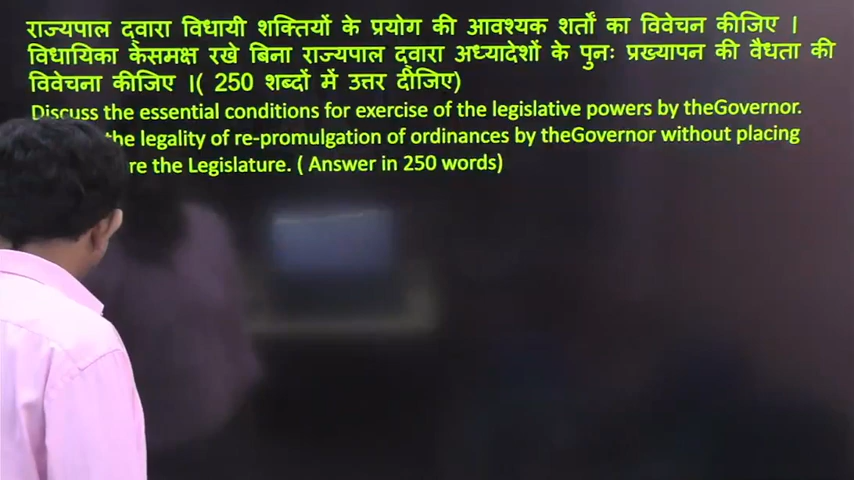 राज्यपाल द्वारा विधायी शक्तियों के प्रयोग की आवश्यक शर्तों का विवेचन कीजिए ।
विधायिका केसमक्ष रखे बिना राज्यपाल द्वारा अध्यादेशों के पुनः प्रख्यापन की वैधता की
विवेचना कीजिए ।( 250 शब्दों में उत्तर दीजिए)
Discuss the essential conditions for exercise of the legislative powers by theGovernor.
the legality of re-promulgation of ordinances by theGovernor without placing
the Legislature. ( Answer in 250 words)